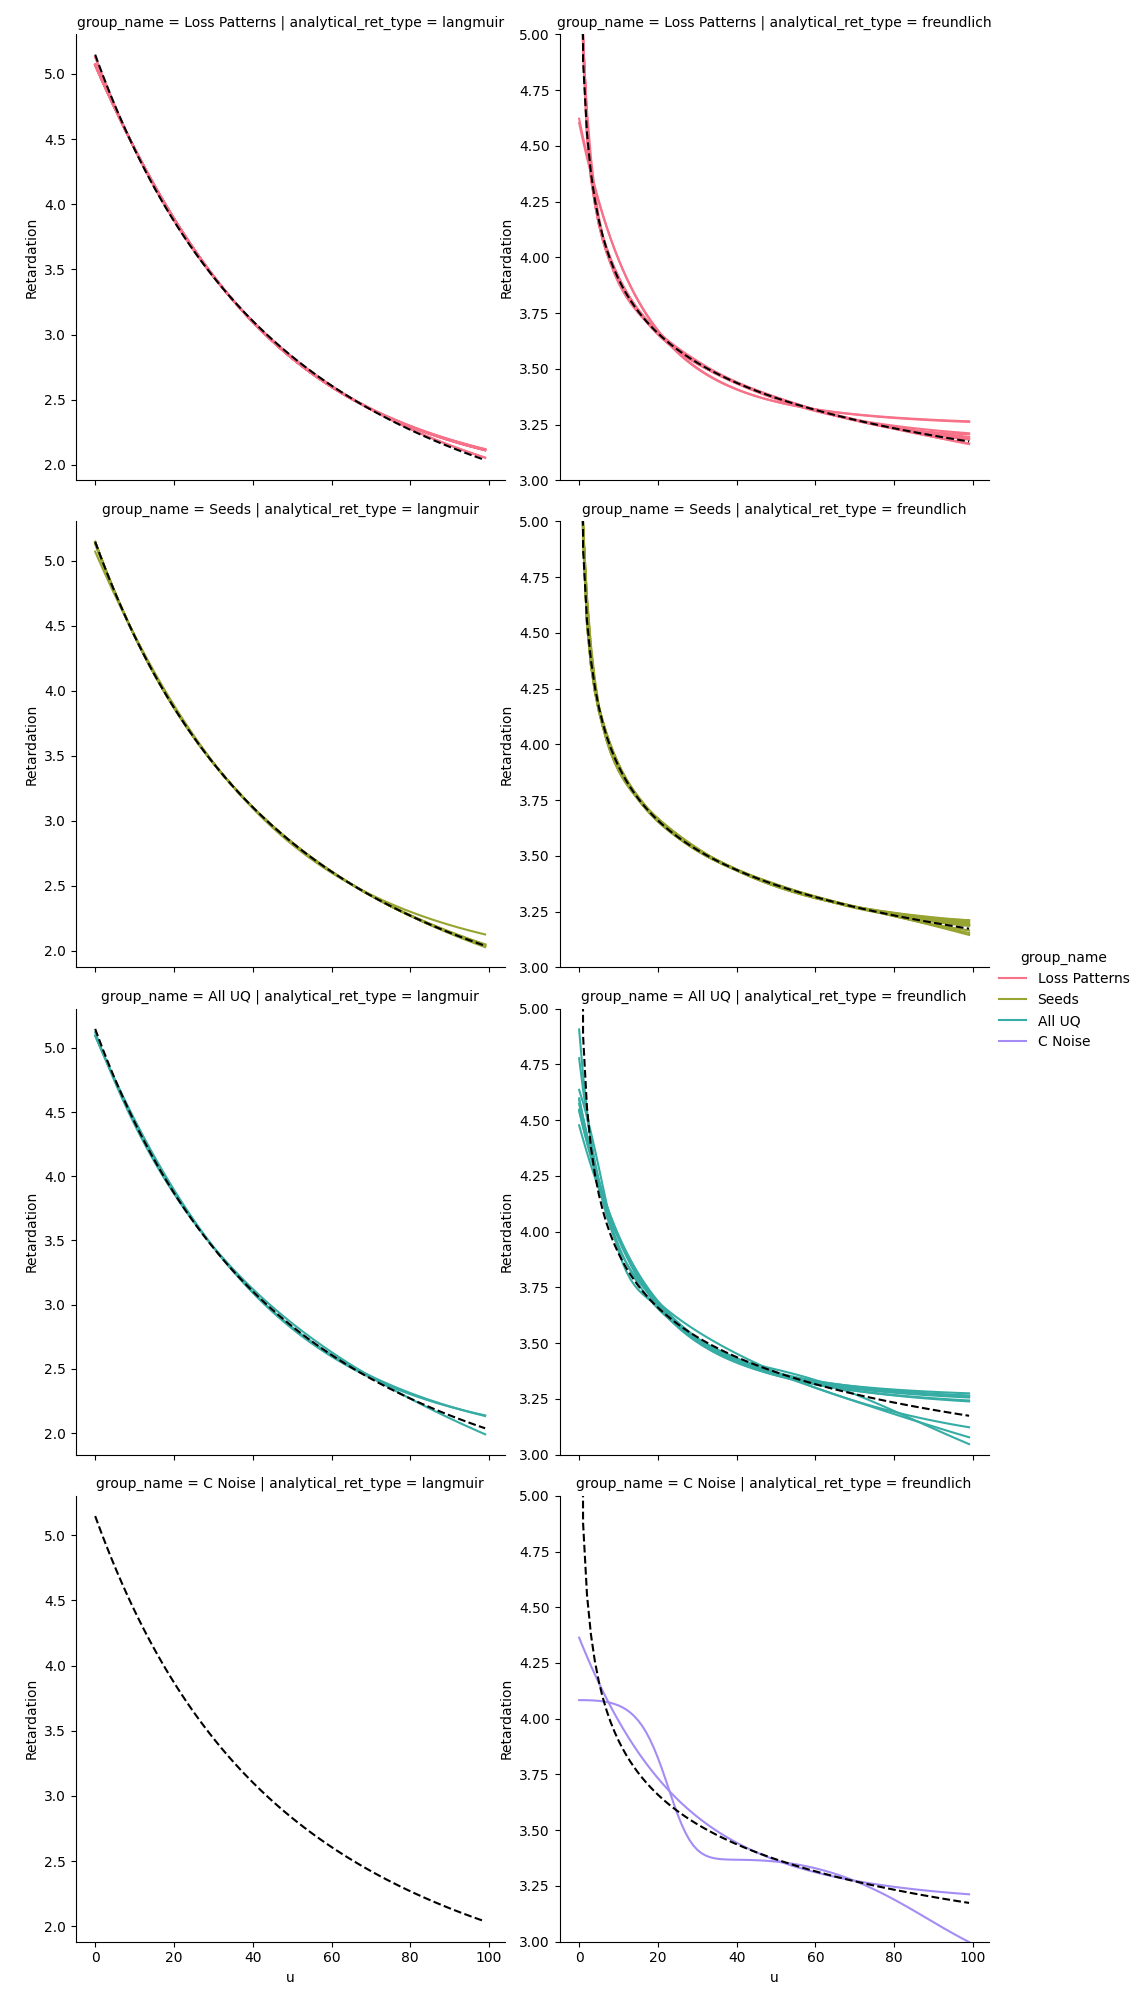 group_name = Loss Patterns | analytical_ret_type = langmuir
group_name = Loss Patterns | analytical_ret_type = freundlich
5.0
4.5
4.0
3.5
3.0
2.5
2.0
Retardation
5.00
4.75
4.50
4.25
4.00
3.75
3.50
3.25
3.00
Retardation
group_name = Seeds | analytical_ret_type = langmuir
group_name = Seeds | analytical_ret_type = freundlich
5.0
4.5
4.0
3.5
3.0
2.5
2.0
Retardation
5.00
4.75
4.50
4.25
4.00
3.75
3.50
3.25
3.00
Retardation
group_name
Loss Patterns
Seeds
All UQ
C Noise
group_name = All UQ | analytical_ret_type = langmuir
group_name = All UQ | analytical_ret_type = freundlich
5.0
4.5
4.0
3.5
3.0
2.5
2.0
Retardation
5.00
4.75
4.50
4.25
4.00
3.75
3.50
3.25
3.00
Retardation
group_name = C Noise | analytical_ret_type = langmuir
group_name = C Noise | analytical_ret_type = freundlich
5.0
4.5
4.0
3.5
3.0
2.5
2.0
Retardation
0 20 40 60 80 100
u
5.00
4.75
4.50
4.25
4.00
3.75
3.50
3.25
3.00
Retardation
0 20 40 60 80 100
u